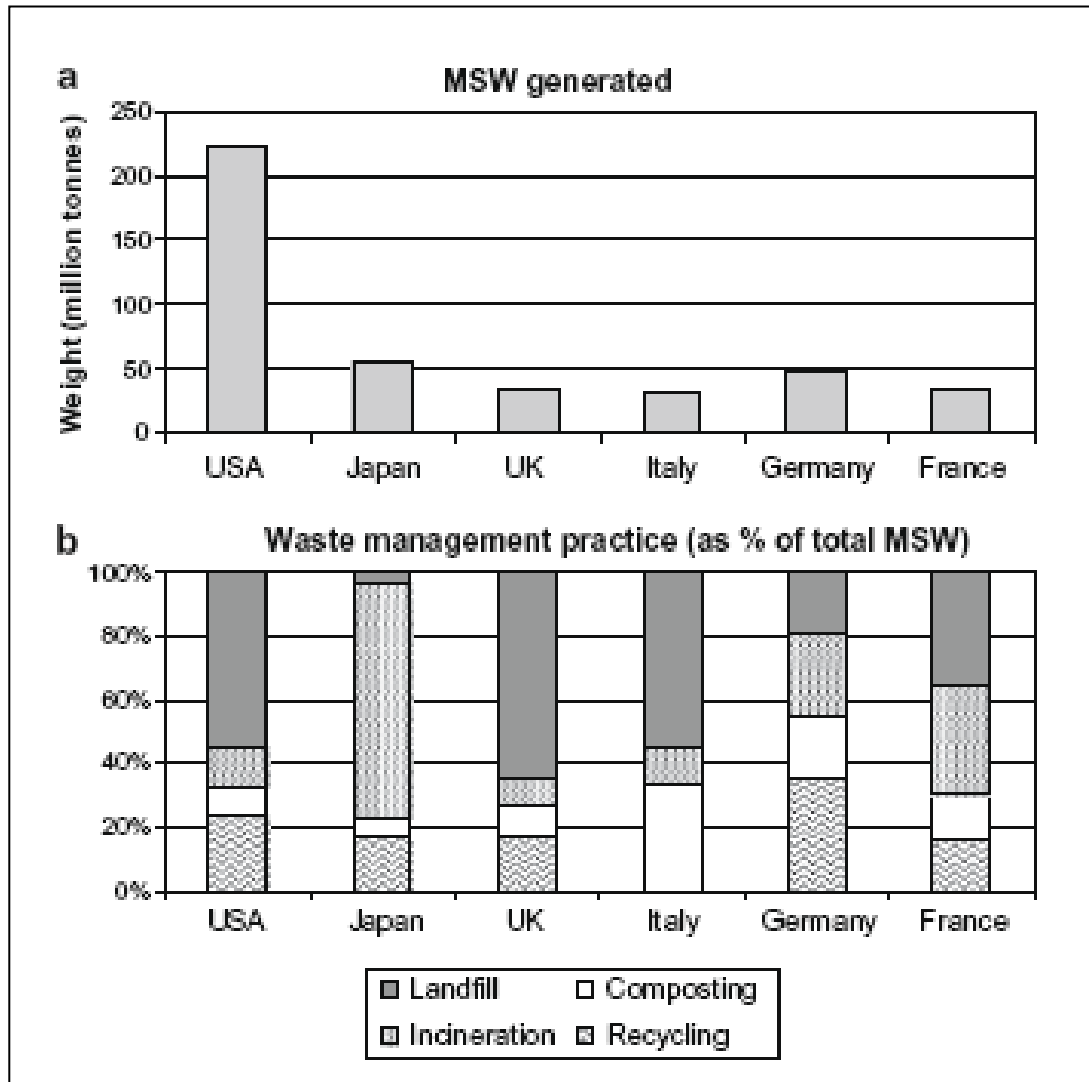 a
MSW generated
Weight (million tonnes)
250
200
150
100
50
0
USA Japan UK Italy Germany France
b
Waste management practice (as % of total MSW)
100%
80%
60%
40%
20%
0%
USA Japan UK Italy Germany France
Landfill Composting
Incineration Recycling